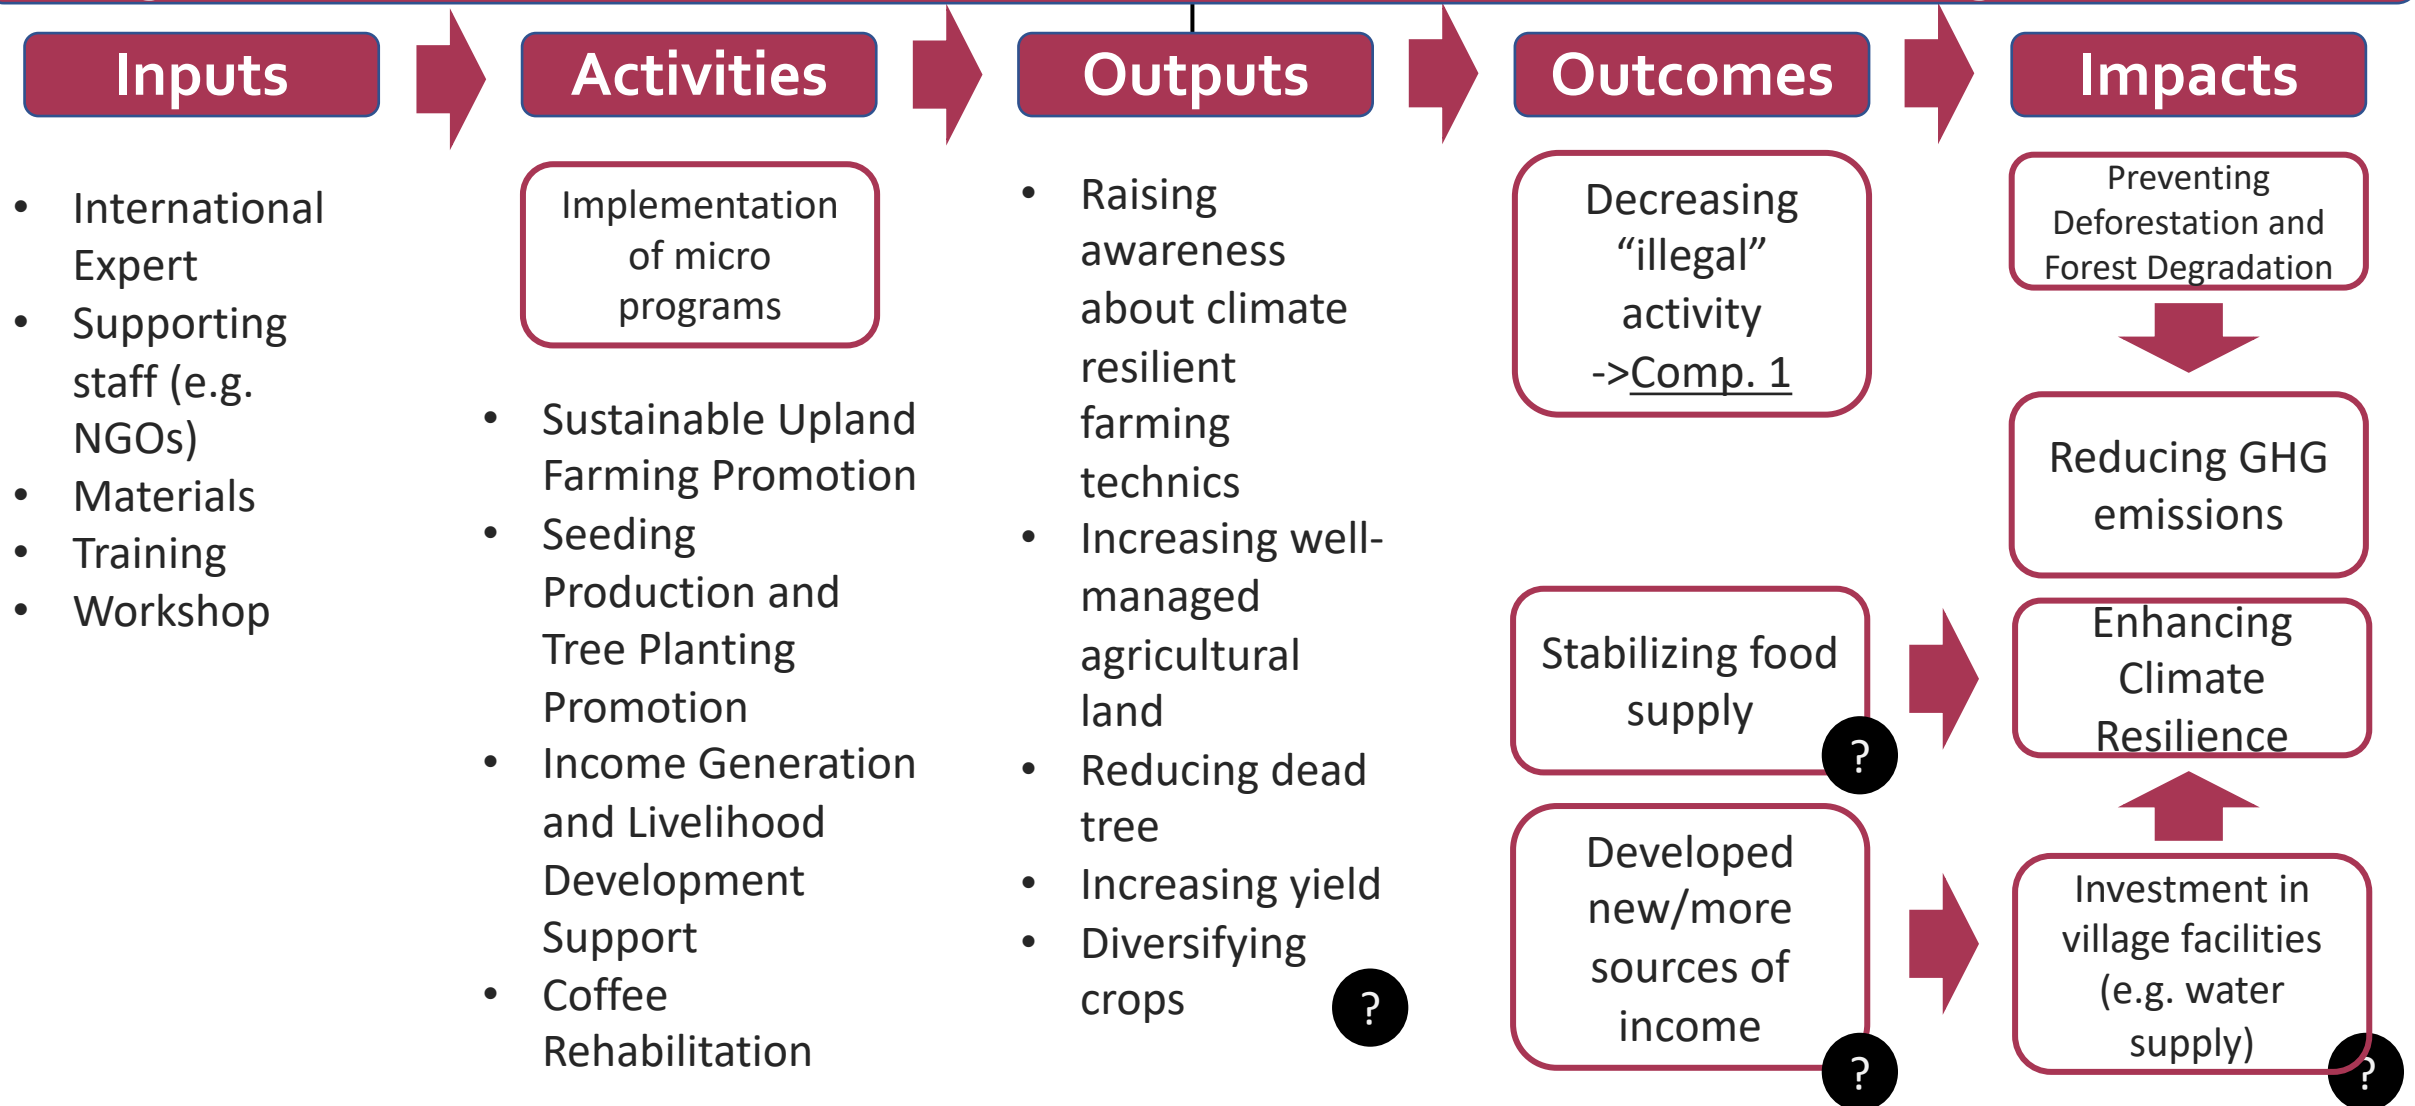 Inputs
Activities
Outputs
Outcomes
Impacts
• International
Expert
• Supporting
staff (e.g.
NGOs)
• Materials
• Training
• Workshop
Implementation
of micro
programs
• Sustainable Upland
Farming Promotion
• Seeding
Production and
Tree Planting
Promotion
• Income Generation
and Livelihood
Development
Support
• Coffee
Rehabilitation
• Raising
awareness
about climate
resilient
farming
technics
• Increasing well-
managed
agricultural
land
• Reducing dead
tree
• Increasing yield
• Diversifying
crops
?
Decreasing
“illegal”
activity
->Comp. 1
Stabilizing food
supply
?
Developed
new/more
sources of
income
?
Preventing
Deforestation and
Forest Degradation
Reducing GHG
emissions
Enhancing
Climate
Resilience
Investment in
village facilities
(e.g. water
supply)
?